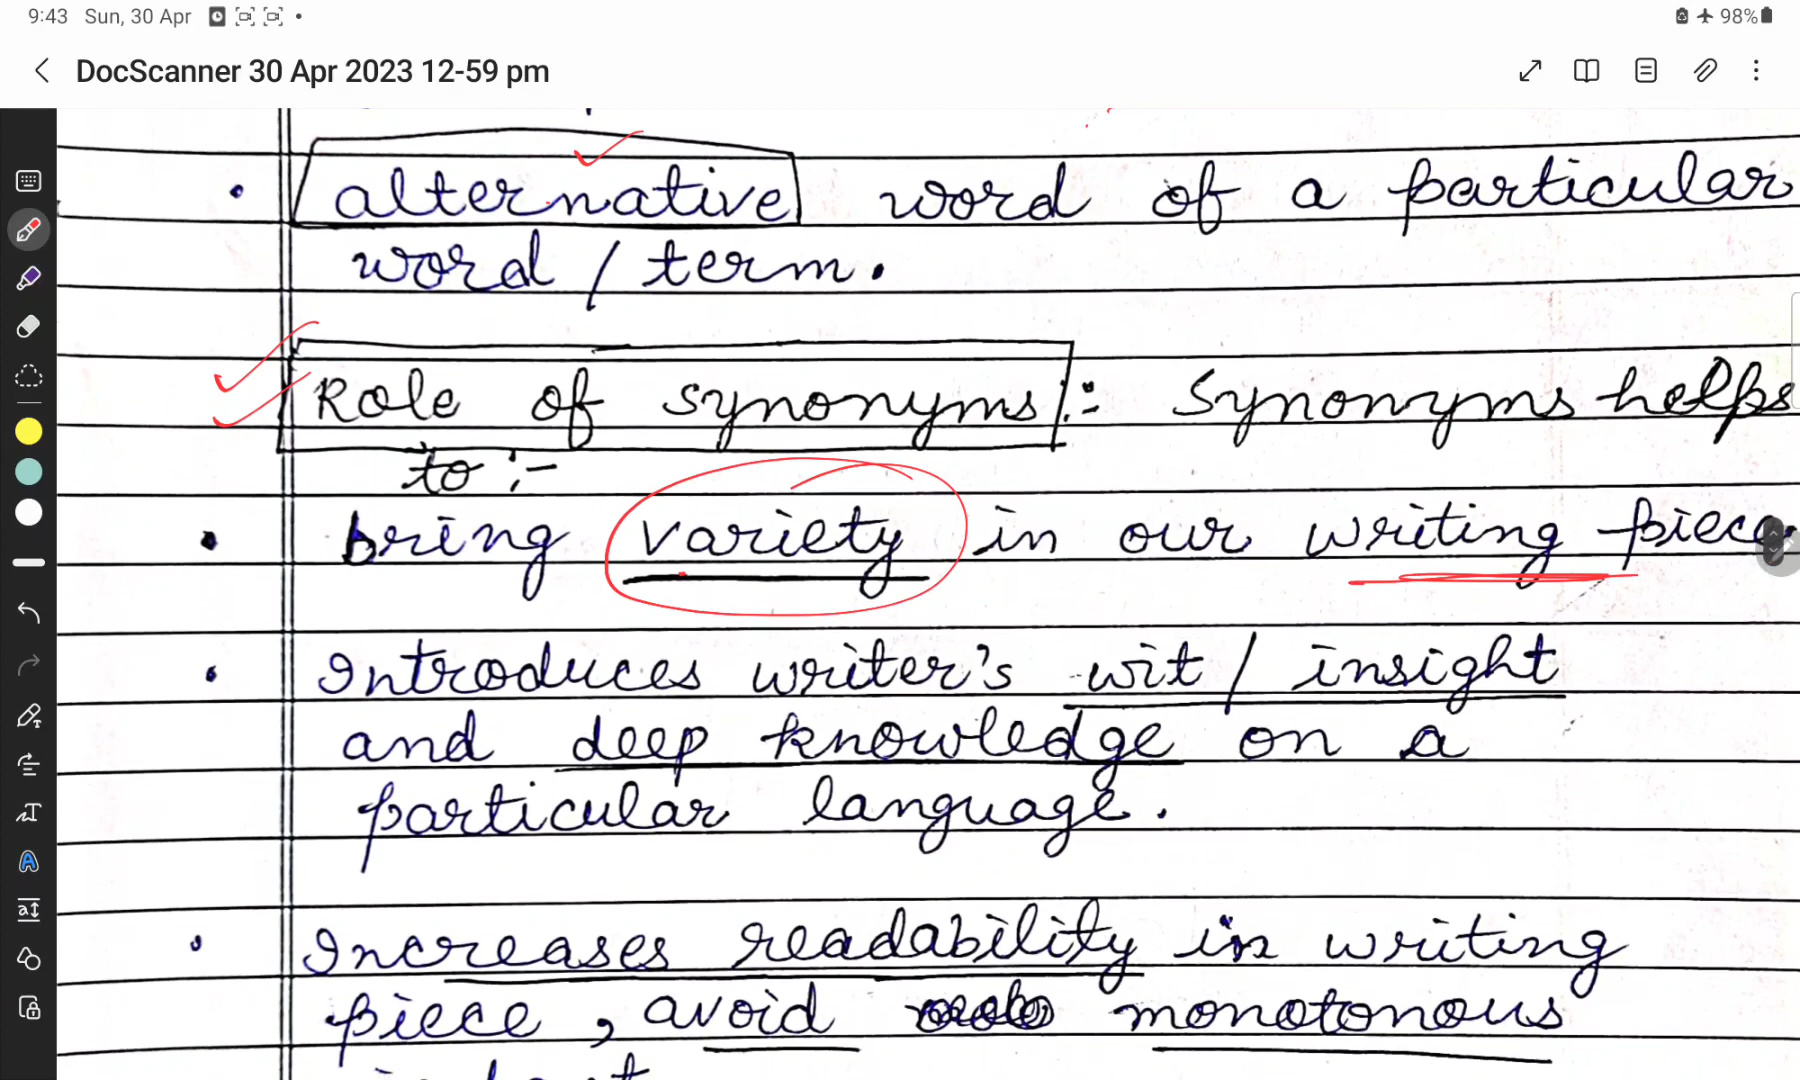 9:43 Sun, 30 Apr
98%
DocScanner 30 Apr 2023 12-59 pm
• alternative word of a particular
word / term.
Role of synonyms :- Synonyms helps
to :-
• bring variety in our writing piece
• Introduces writer's wit / insight
and deep knowledge on a
particular language.
• Increases readability in writing
piece, avoid monotonous